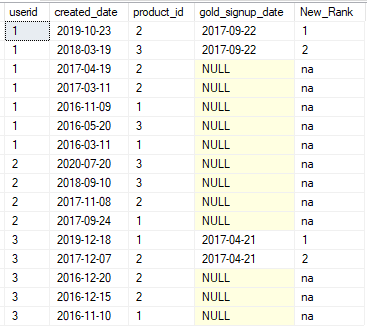 userid created_date product_id gold_signup_date New_Rank
1 2019-10-23 2 2017-09-22 1
1 2018-03-19 3 2017-09-22 2
1 2017-04-19 2 NULL na
1 2017-03-11 2 NULL na
1 2016-11-09 1 NULL na
1 2016-05-20 3 NULL na
1 2016-03-11 1 NULL na
2 2020-07-20 3 NULL na
2 2018-09-10 3 NULL na
2 2017-11-08 2 NULL na
2 2017-09-24 1 NULL na
3 2019-12-18 1 2017-04-21 1
3 2017-12-07 2 2017-04-21 2
3 2016-12-20 2 NULL na
3 2016-12-15 2 NULL na
3 2016-11-10 1 NULL na